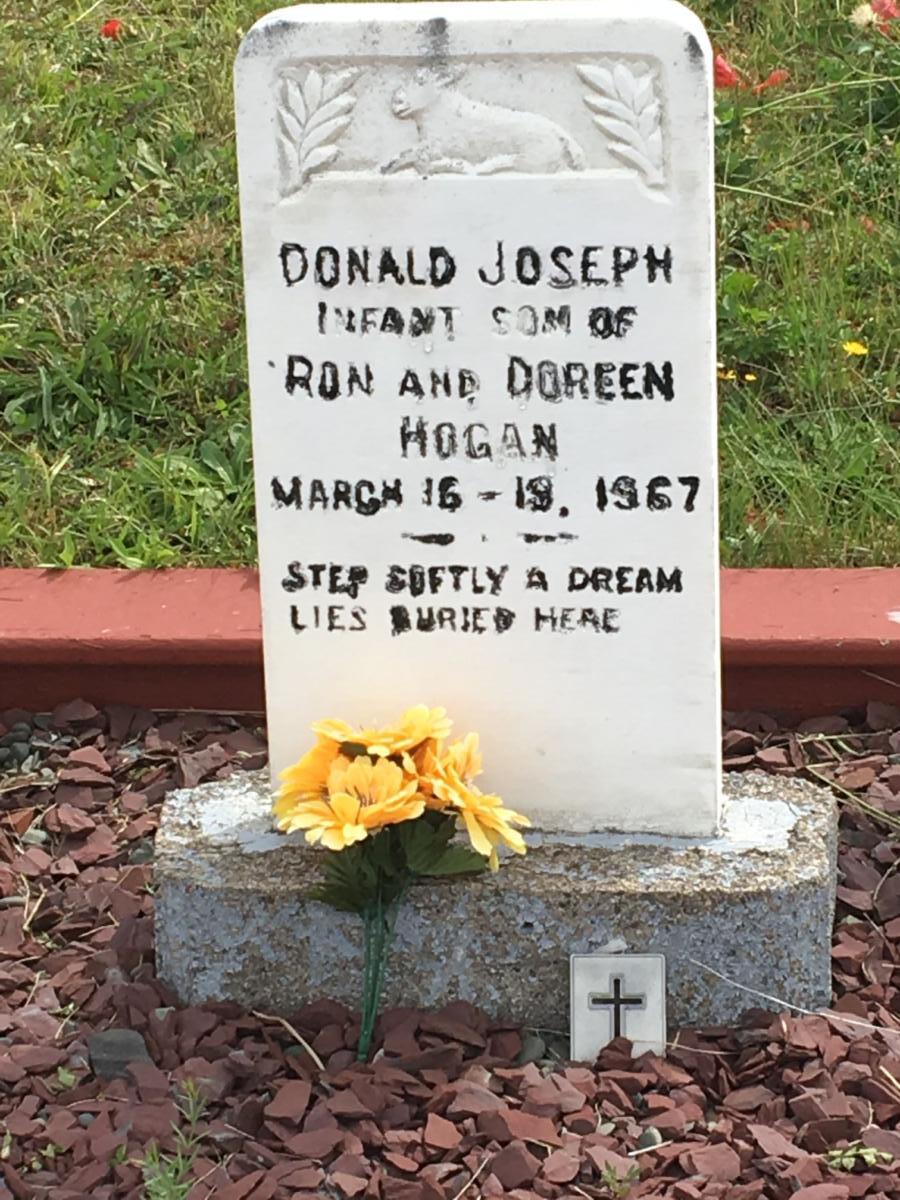 DONALD JOSEPH
INFANT SON OF
RON AND DOREEN
HOGAN
MARCH 16 - 19, 1967
STEP SOFTLY A DREAM
LIES BURIED HERE